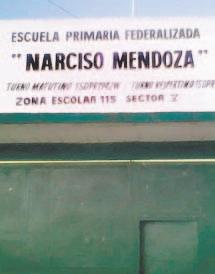 ESCUELA PRIMARIA FEDERALIZADA
"NARCISO MENDOZA"
TURNO MATUTINO TURNO VESPERTINO
ZONA ESCOLAR 115 SECTOR V